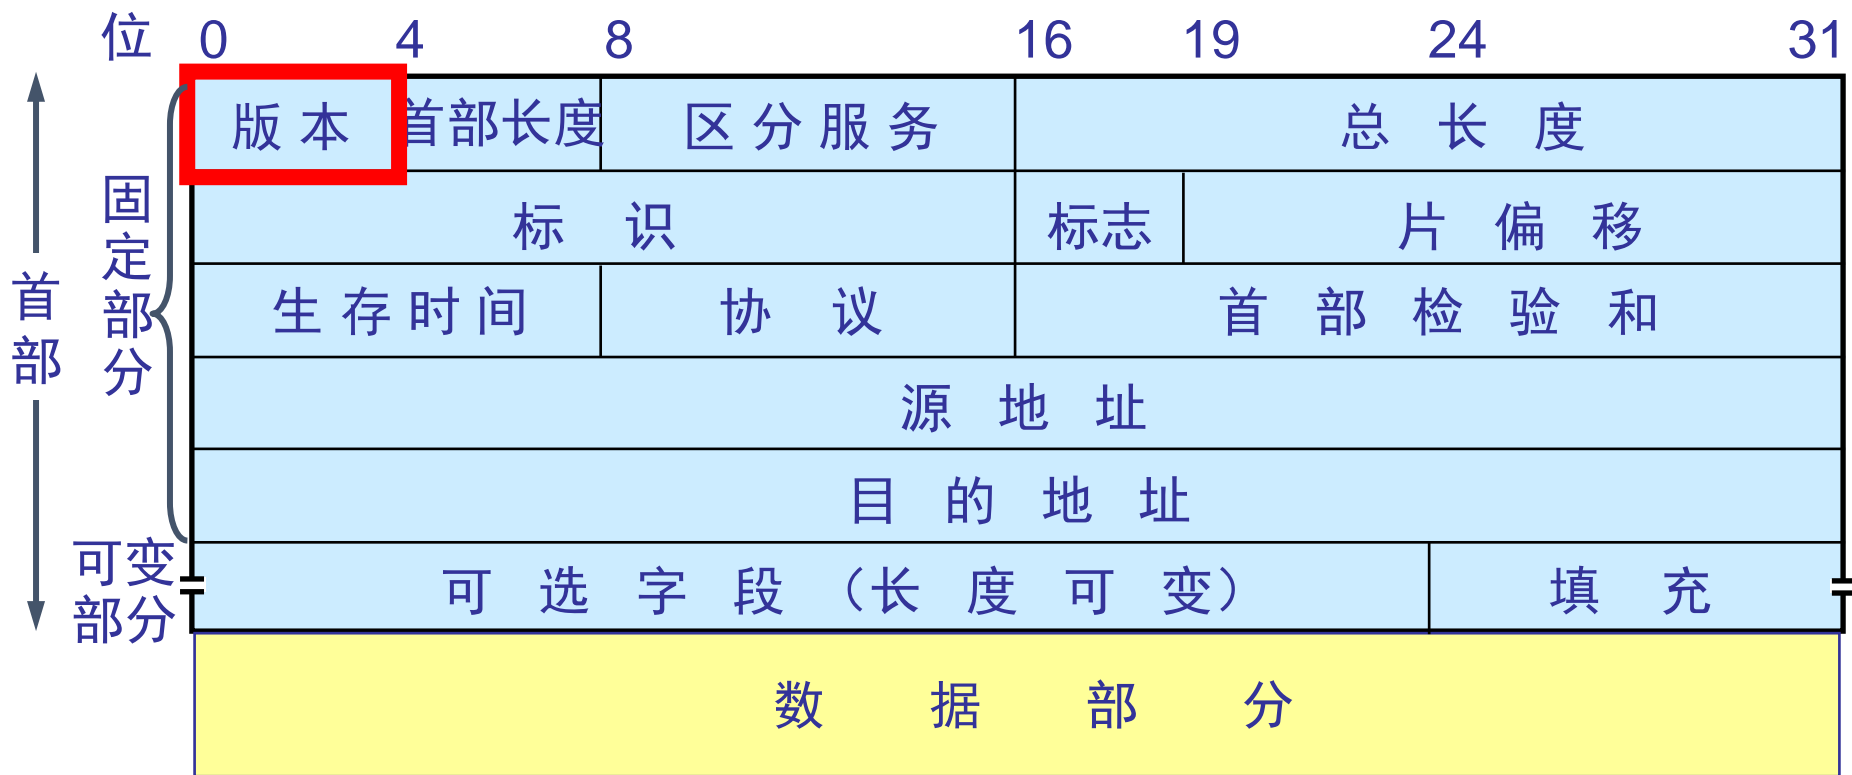 位 0 4 8 16 19 24 31
版本 首部长度 区分服务 总长度
标识 标志 片偏移
生存时间 协议 首部检验和
源地址
目的地址
可选字段（长度可变） 填充
数据部分
首部
固定部分
可变
部分